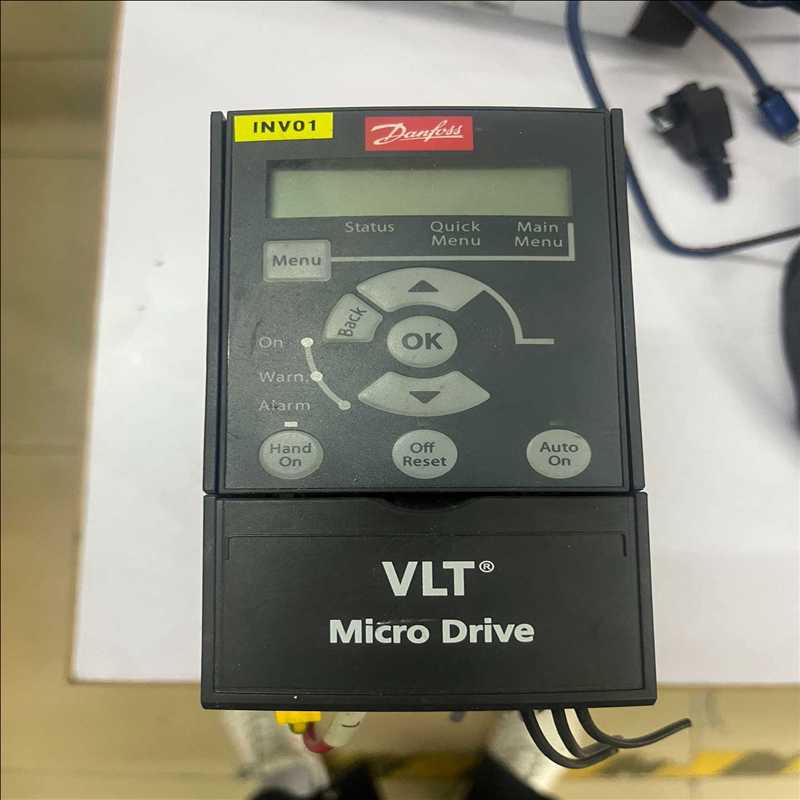 INV01
Danfoss
Status Quick Menu Main Menu
Menu
Back
OK
On
Warn.
Alarm
Hand On
Off Reset
Auto On
VLT®
Micro Drive